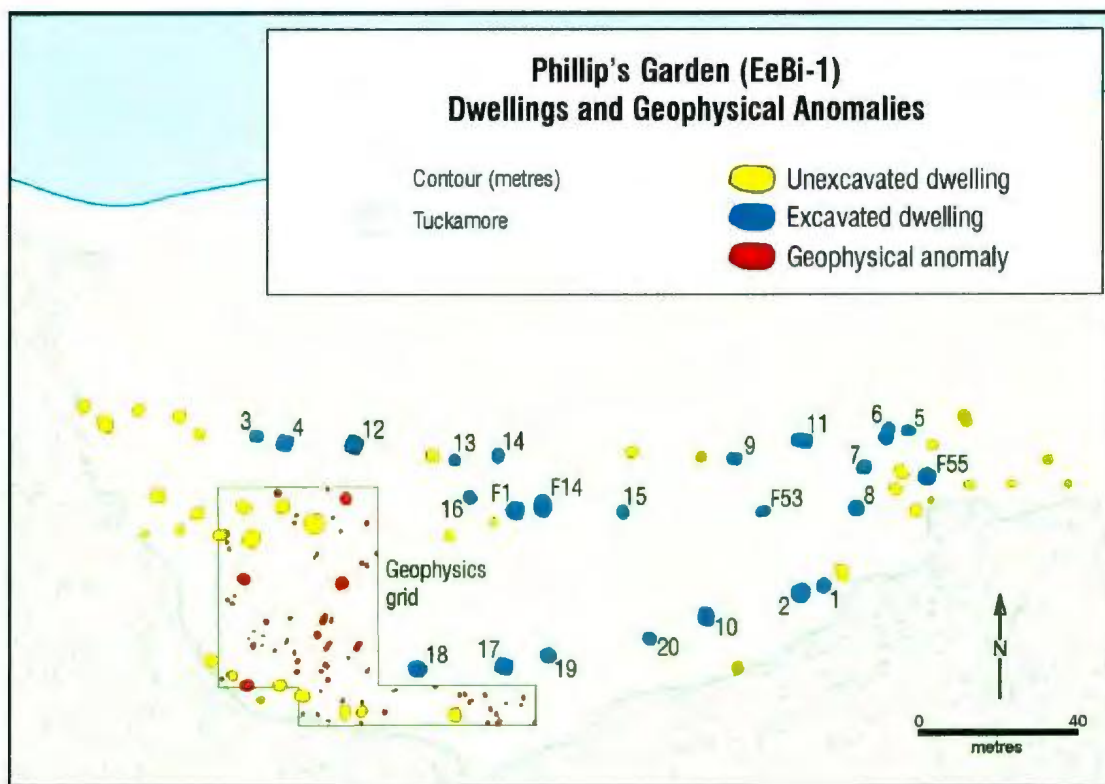 Phillip's Garden (EeBi-1)
Dwellings and Geophysical Anomalies
Contour (metres)
Tuckamore
Unexcavated dwelling
Excavated dwelling
Geophysical anomaly
3
4
12
13
14
9
11
6
5
7
F55
16
F1
F14
15
F53
8
Geophysics
grid
2
1
10
20
18
17
19
N
0
40
metres